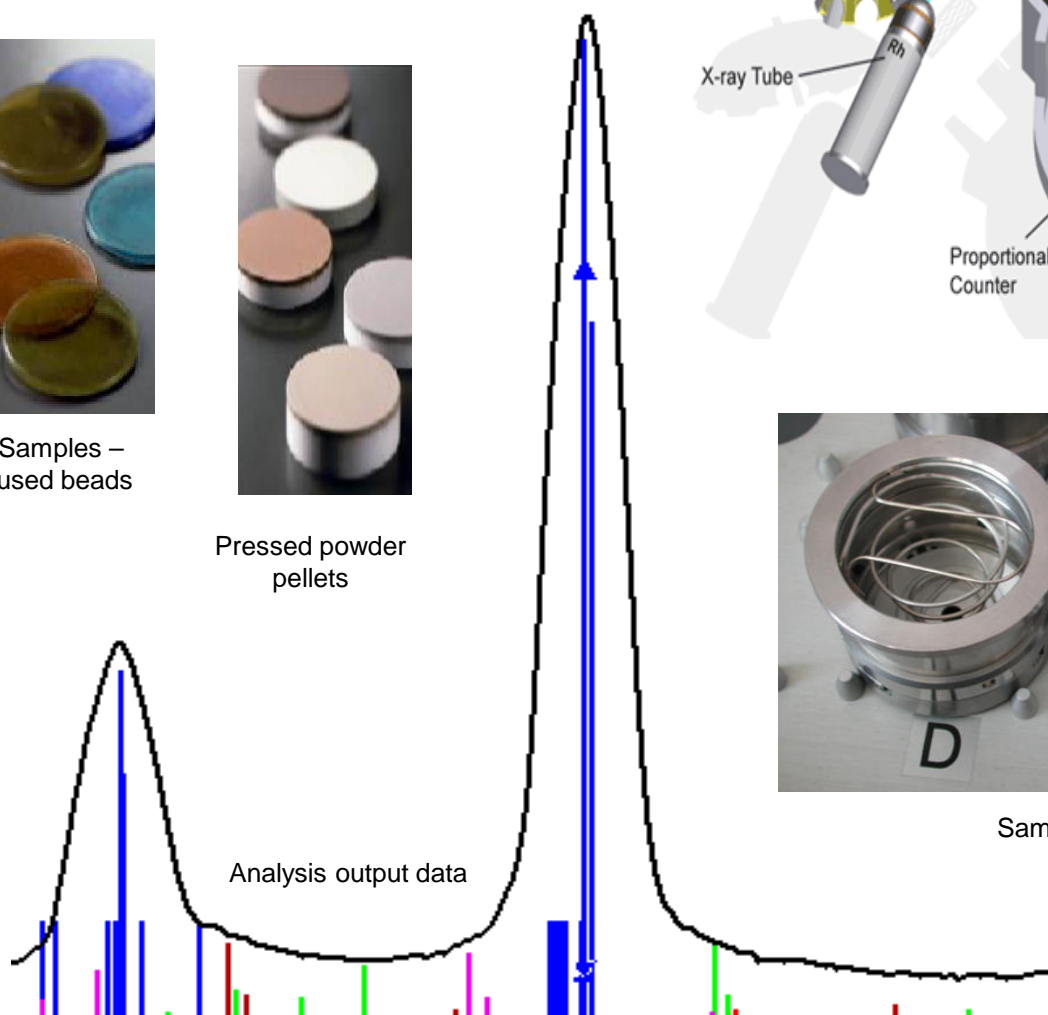 Rh
X-ray Tube
Proportional
Counter
Samples –
used beads
Pressed powder
pellets
D
Sam
Analysis output data